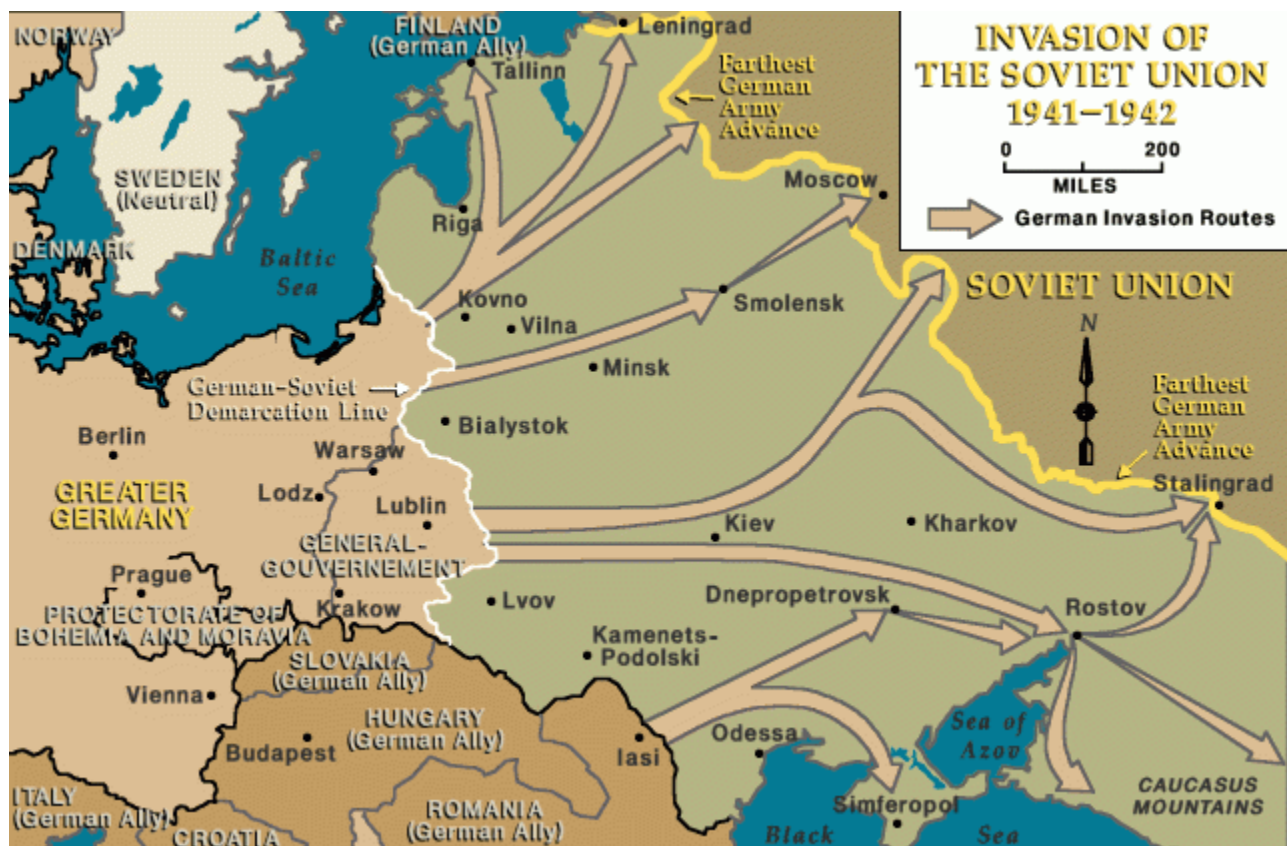 INVASION OF
THE SOVIET UNION
1941–1942
0 200
MILES
German Invasion Routes
NORWAY
FINLAND
(German Ally)
Leningrad
Tallinn
Farthest
German
Army
Advance
SWEDEN
(Neutral)
Moscow
Riga
DENMARK
Baltic
Sea
SOVIET UNION
Kovno
Vilna
Smolensk
N
Minsk
German–Soviet
Demarcation Line
Farthest
German
Army
Advance
Berlin
Bialystok
Warsaw
GREATER
GERMANY
Lodz
Lublin
Stalingrad
Kiev
Kharkov
GENERAL-
GOUVERNEMENT
Prague
Krakow
Lvov
Dnepropetrovsk
Rostov
PROTECTORATE OF
BOHEMIA AND MORAVIA
Kamenets-
Podolski
SLOVAKIA
(German Ally)
Vienna
HUNGARY
(German Ally)
Budapest
Iasi
Odessa
Sea of
Azov
ITALY
(German Ally)
CROATIA
ROMANIA
(German Ally)
Simferopol
CAUCASUS
MOUNTAINS
Black
Sea